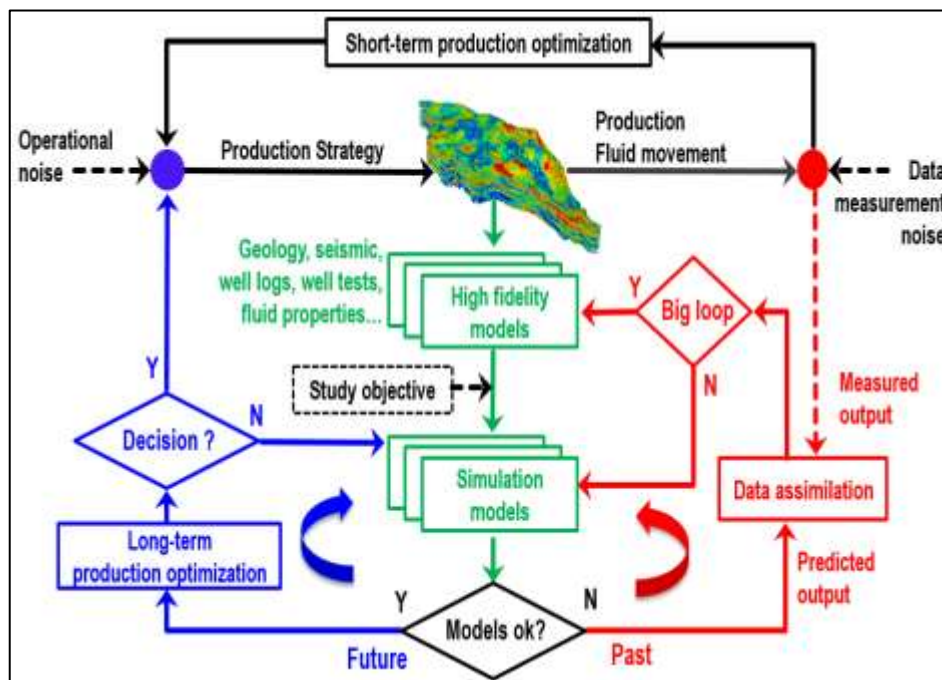 Short-term production optimization
Operational
noise
Production Strategy
Production
Fluid movement
Data
measurement
noise
Geology, seismic,
well logs, well tests,
fluid properties...
High fidelity
models
Y
Big loop
N
Study objective
Measured
output
Y
Decision ?
N
Simulation
models
Data assimilation
Long-term
production optimization
Predicted
output
Y
Models ok?
N
Future
Past